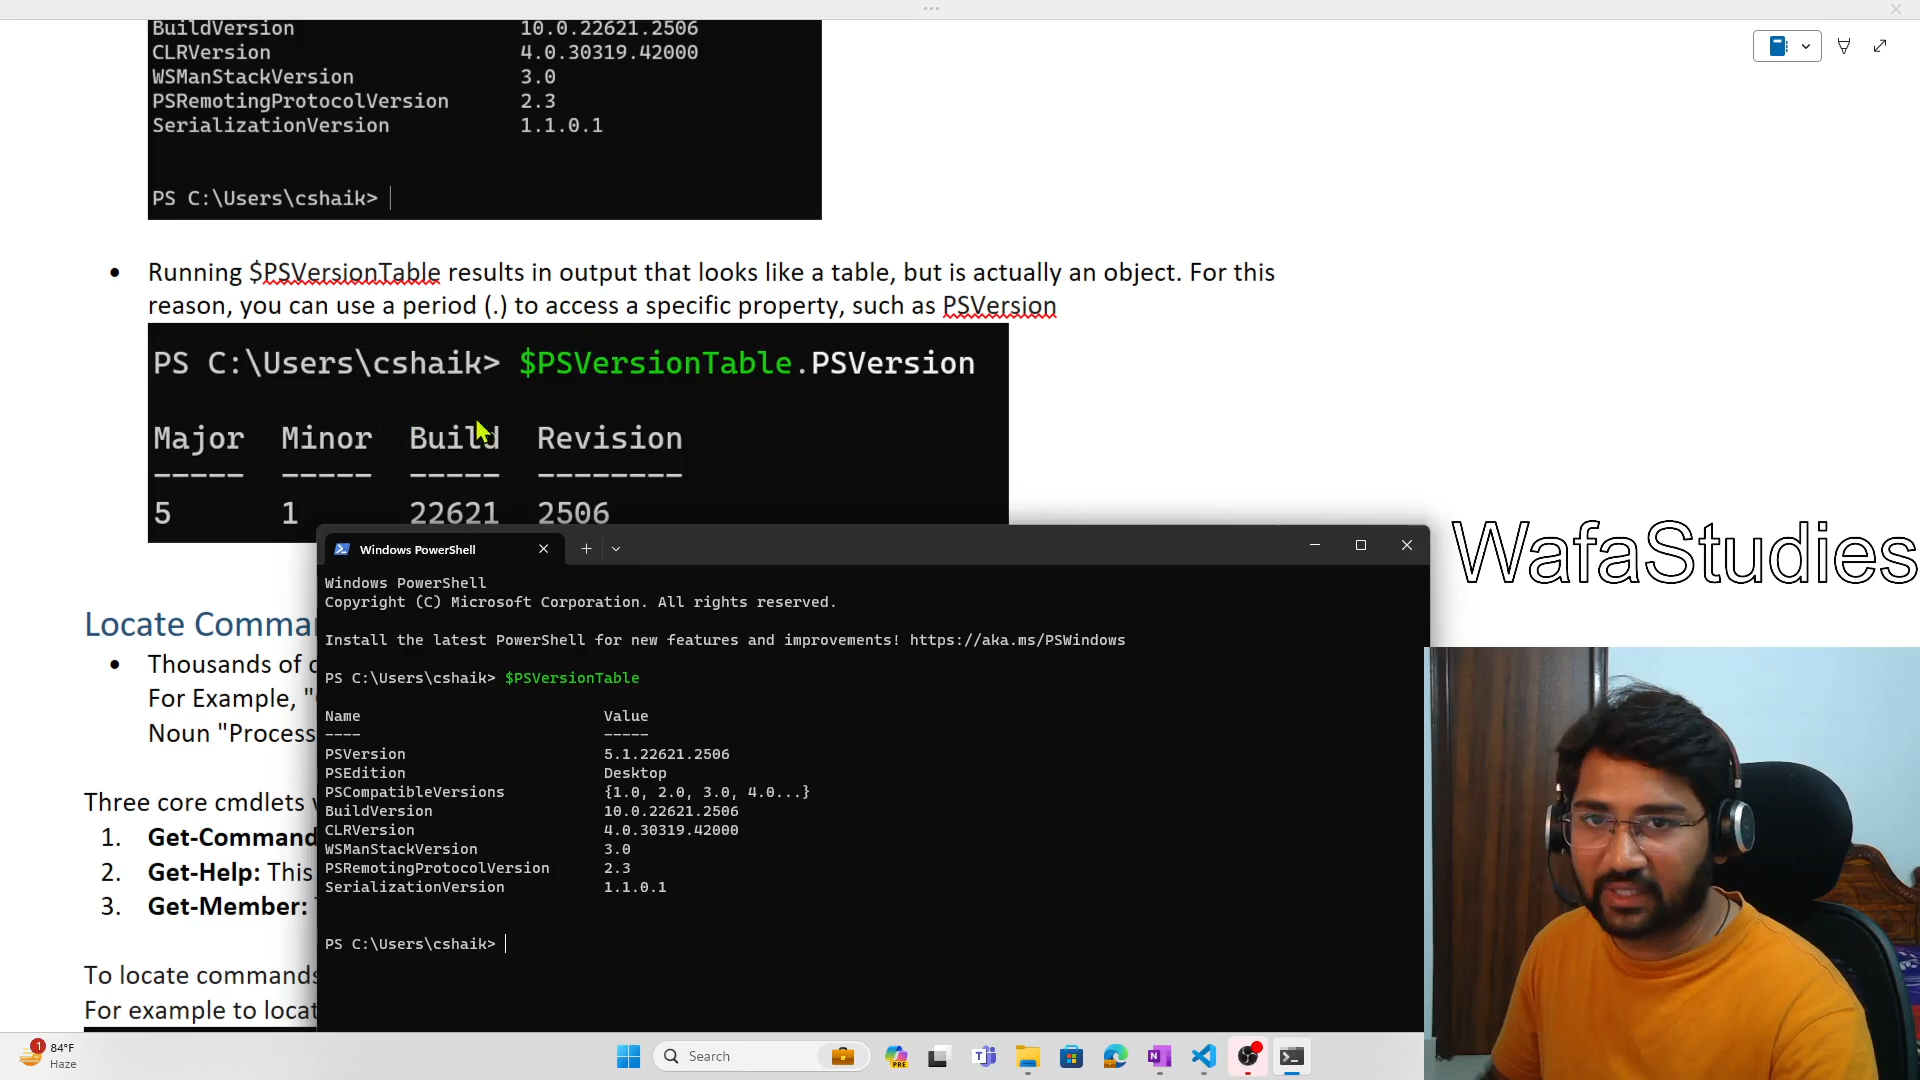 BuildVersion 10.0.22621.2506
CLRVersion 4.0.30319.42000
WSManStackVersion 3.0
PSRemotingProtocolVersion 2.3
SerializationVersion 1.1.0.1
PS C:\Users\cshaik>
• Running $PSVersionTable results in output that looks like a table, but is actually an object. For this
reason, you can use a period (.) to access a specific property, such as PSVersion
PS C:\Users\cshaik> $PSVersionTable.PSVersion
Major Minor Build Revision
----- ----- ----- --------
5 1 22621 2506
WafaStudies
Locate Comma
• Thousands of
For Example, "
Noun "Process
Three core cmdlets
1. Get-Command
2. Get-Help: This
3. Get-Member:
To locate commands
For example to locat
Windows PowerShell
Windows PowerShell
Copyright (C) Microsoft Corporation. All rights reserved.
Install the latest PowerShell for new features and improvements! https://aka.ms/PSWindows
PS C:\Users\cshaik> $PSVersionTable
Name Value
---- -----
PSVersion 5.1.22621.2506
PSEdition Desktop
PSCompatibleVersions {1.0, 2.0, 3.0, 4.0...}
BuildVersion 10.0.22621.2506
CLRVersion 4.0.30319.42000
WSManStackVersion 3.0
PSRemotingProtocolVersion 2.3
SerializationVersion 1.1.0.1
PS C:\Users\cshaik>
1
84°F
Haze
Search
PRE